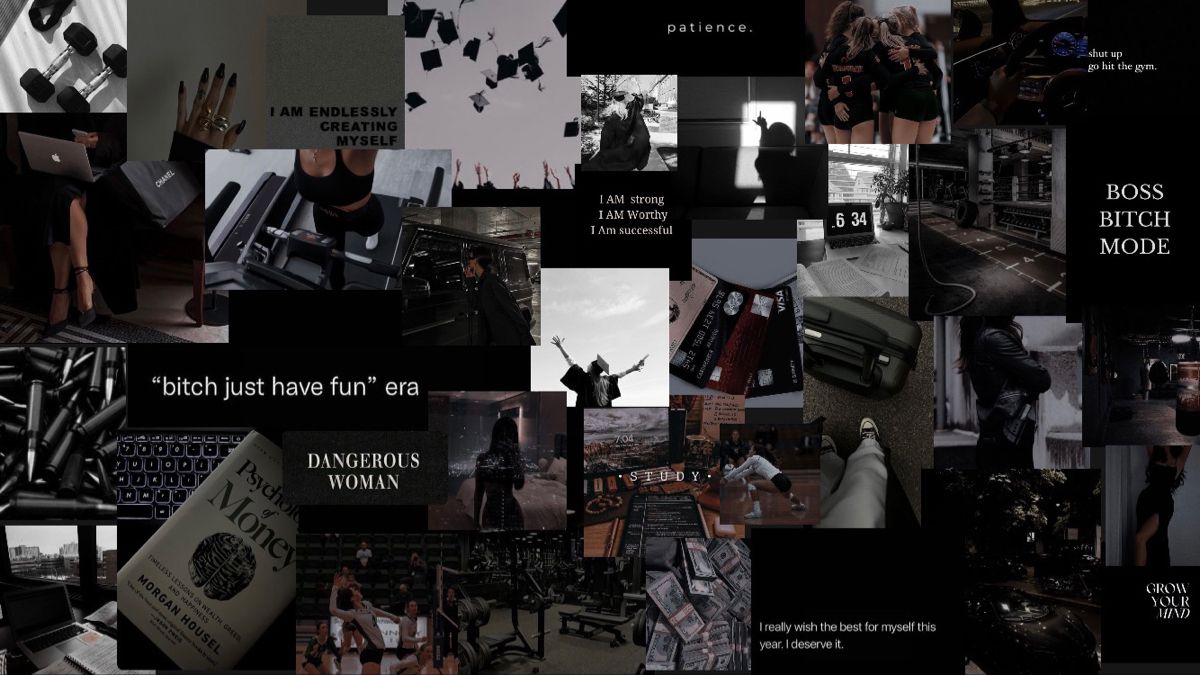 patience.
shut up
go hit the gym.
I AM ENDLESSLY
CREATING
MYSELF
CHANEL
I AM strong
I AM Worthy
I Am successful
6 34
BOSS
BITCH
MODE
VISA
“bitch just have fun” era
DANGEROUS
WOMAN
7:04
• STUDY •
Psychology
of
Money
TIMELESS LESSONS ON WEALTH, GREED,
AND HAPPINESS
MORGAN HOUSEL
I really wish the best for myself this
year. I deserve it.
GROW
YOUR
MIND